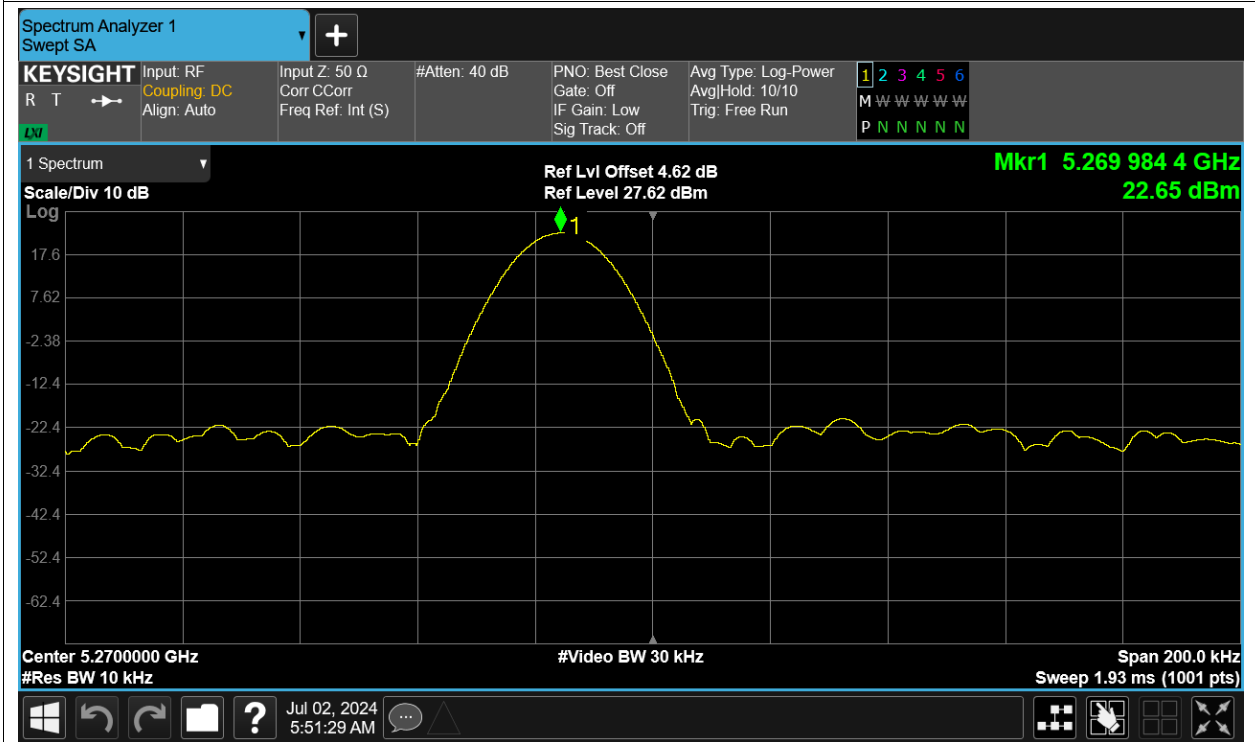 Spectrum Analyzer 1
Swept SA
+
KEYSIGHT
R T
LXI
Input: RF
Coupling: DC
Align: Auto
Input Z: 50 Ω
Corr CCorr
Freq Ref: Int (S)
#Atten: 40 dB
PNO: Best Close
Gate: Off
IF Gain: Low
Sig Track: Off
Avg Type: Log-Power
Avg|Hold: 10/10
Trig: Free Run
1 2 3 4 5 6
M W W W W W
P N N N N N
1 Spectrum
Scale/Div 10 dB
Log
Ref Lvl Offset 4.62 dB
Ref Level 27.62 dBm
Mkr1 5.269 984 4 GHz
22.65 dBm
1
17.6
7.62
-2.38
-12.4
-22.4
-32.4
-42.4
-52.4
-62.4
Center 5.2700000 GHz
#Res BW 10 kHz
#Video BW 30 kHz
Span 200.0 kHz
Sweep 1.93 ms (1001 pts)
?
Jul 02, 2024
5:51:29 AM